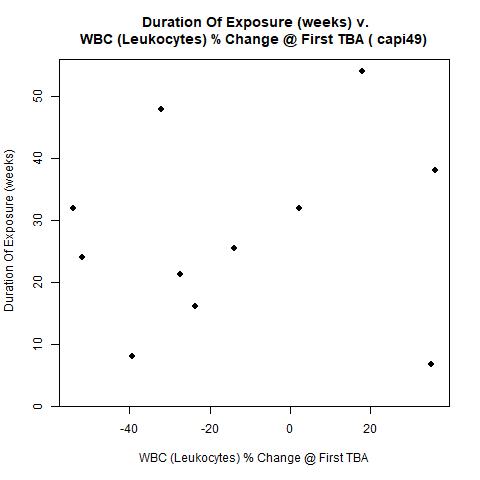 Duration Of Exposure (weeks) v.
WBC (Leukocytes) % Change @ First TBA ( capi49)
Duration Of Exposure (weeks)
50
40
30
20
10
0
-40 -20 0 20
WBC (Leukocytes) % Change @ First TBA